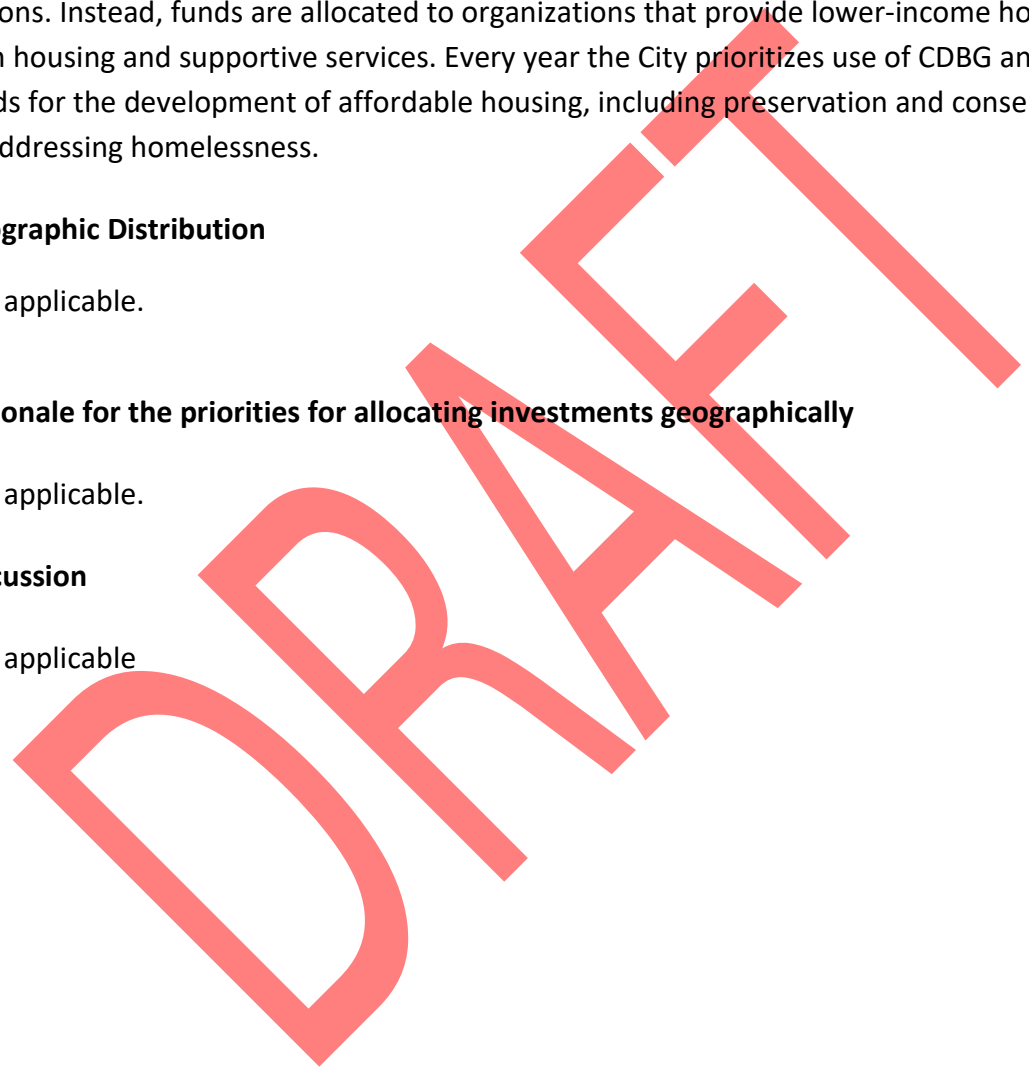 ons. Instead, funds are allocated to organizations that provide lower-income ho
housing and supportive services. Every year the City prioritizes use of CDBG an
ds for the development of affordable housing, including preservation and conse
ddressing homelessness.
graphic Distribution
applicable.
onale for the priorities for allocating investments geographically
applicable.
cussion
applicable
DRAFT